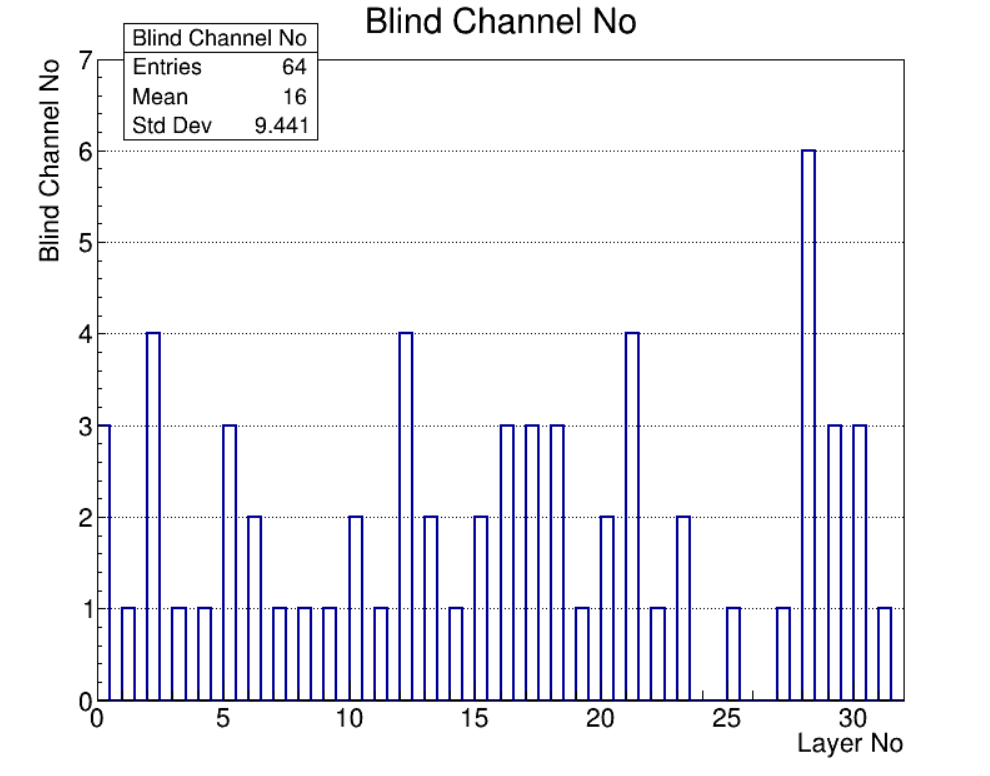 Blind Channel No
Blind Channel No
Entries 64
Mean 16
Std Dev 9.441
Blind Channel No
7
6
5
4
3
2
1
0
0 5 10 15 20 25 30
Layer No